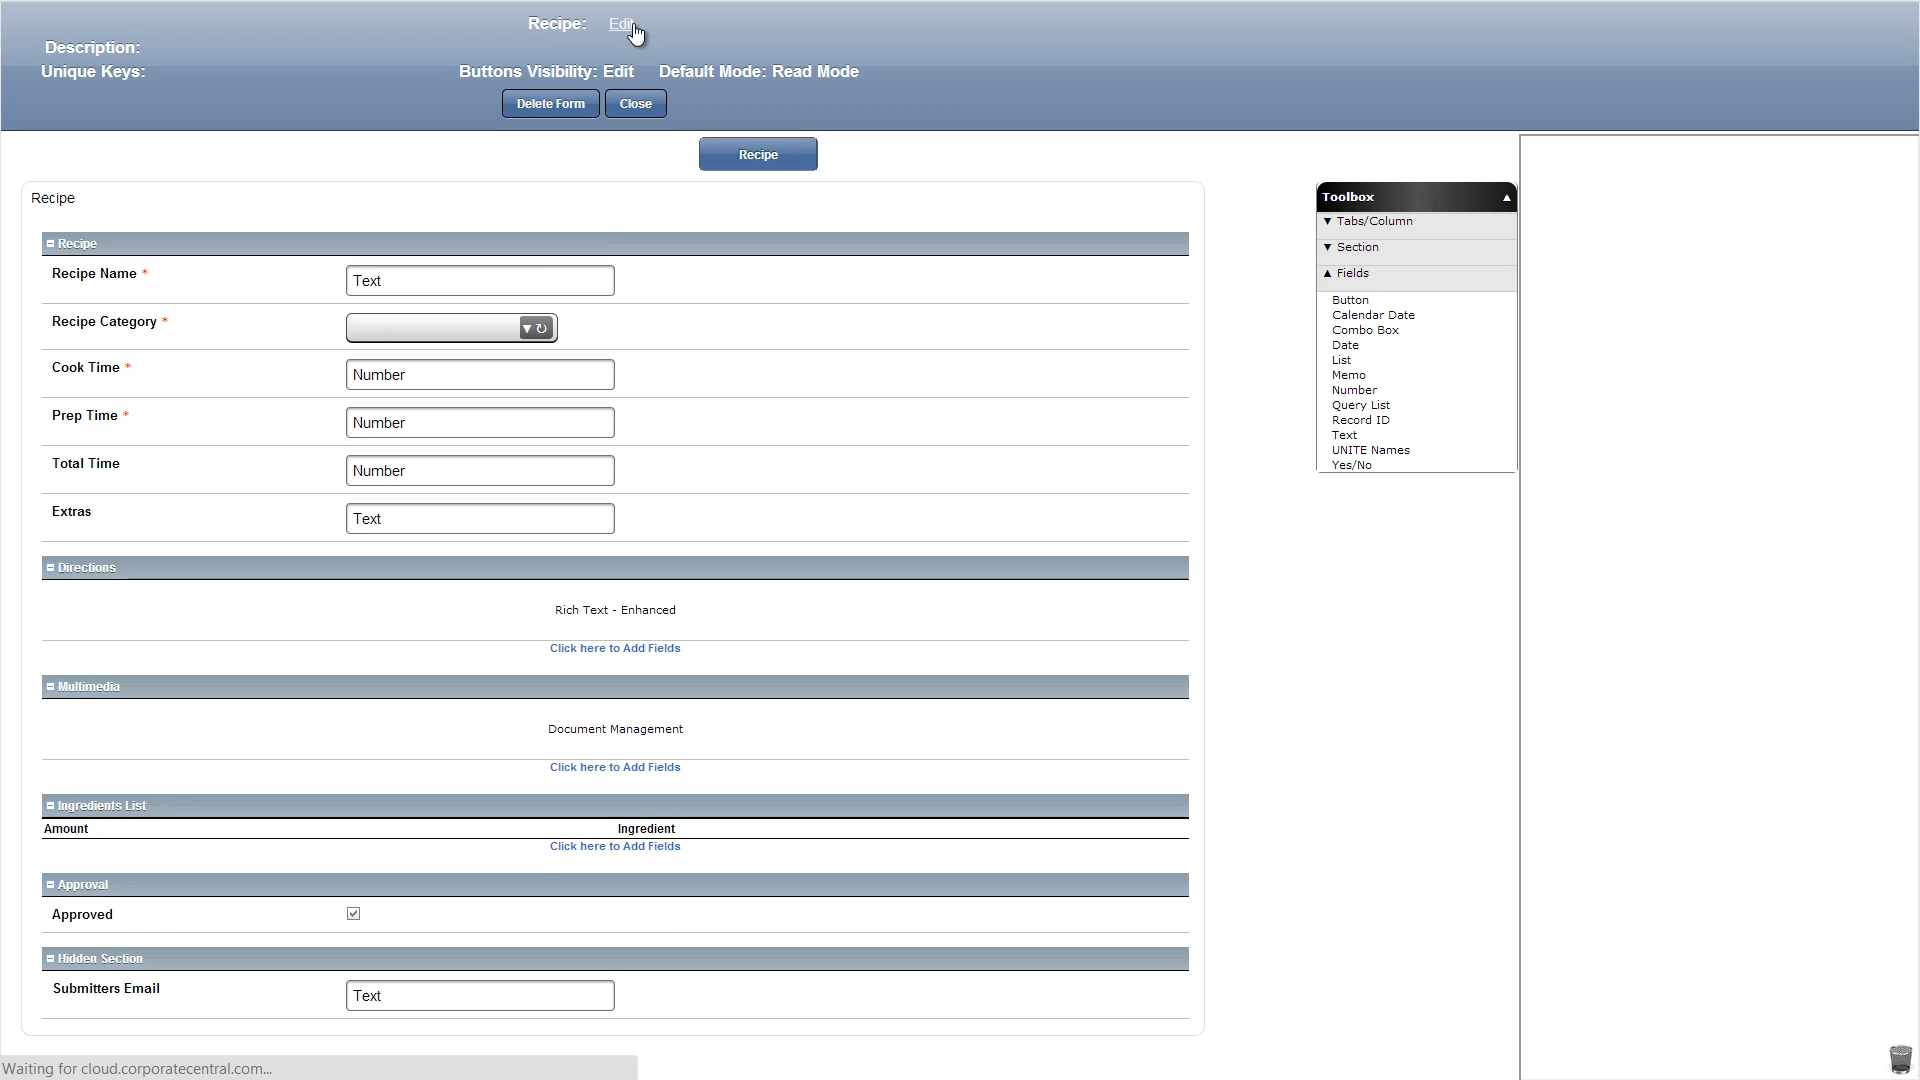 Recipe: Edit
Description:
Unique Keys: Buttons Visibility: Edit Default Mode: Read Mode
Delete Form Close
Recipe
Recipe
Recipe
Recipe Name * Text
Recipe Category *
Cook Time * Number
Prep Time * Number
Total Time Number
Extras Text
Directions
Rich Text - Enhanced
Click here to Add Fields
Multimedia
Document Management
Click here to Add Fields
Ingredients List
Amount Ingredient
Click here to Add Fields
Approval
Approved
Hidden Section
Submitters Email Text
Toolbox
Tabs/Column
Section
Fields
Button
Calendar Date
Combo Box
Date
List
Memo
Number
Query List
Record ID
Text
UNITE Names
Yes/No
Waiting for cloud.corporatecentral.com...